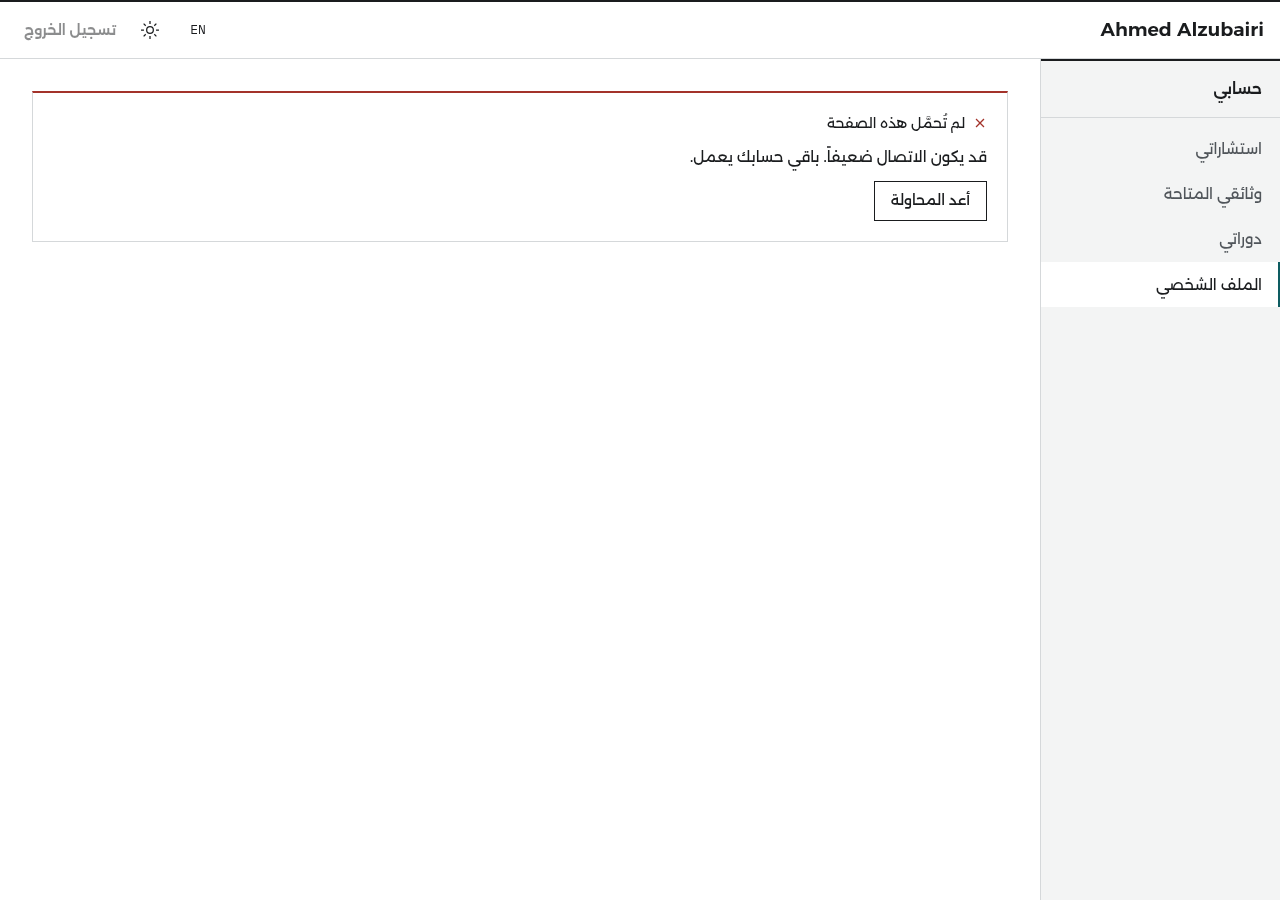 Ahmed Alzubairi
EN
تسجيل الخروج
حسابي
استشاراتي
وثائقي المتاحة
دوراتي
الملف الشخصي
× لم تُحمَّل هذه الصفحة
قد يكون الاتصال ضعيفاً. باقي حسابك يعمل.
أعد المحاولة